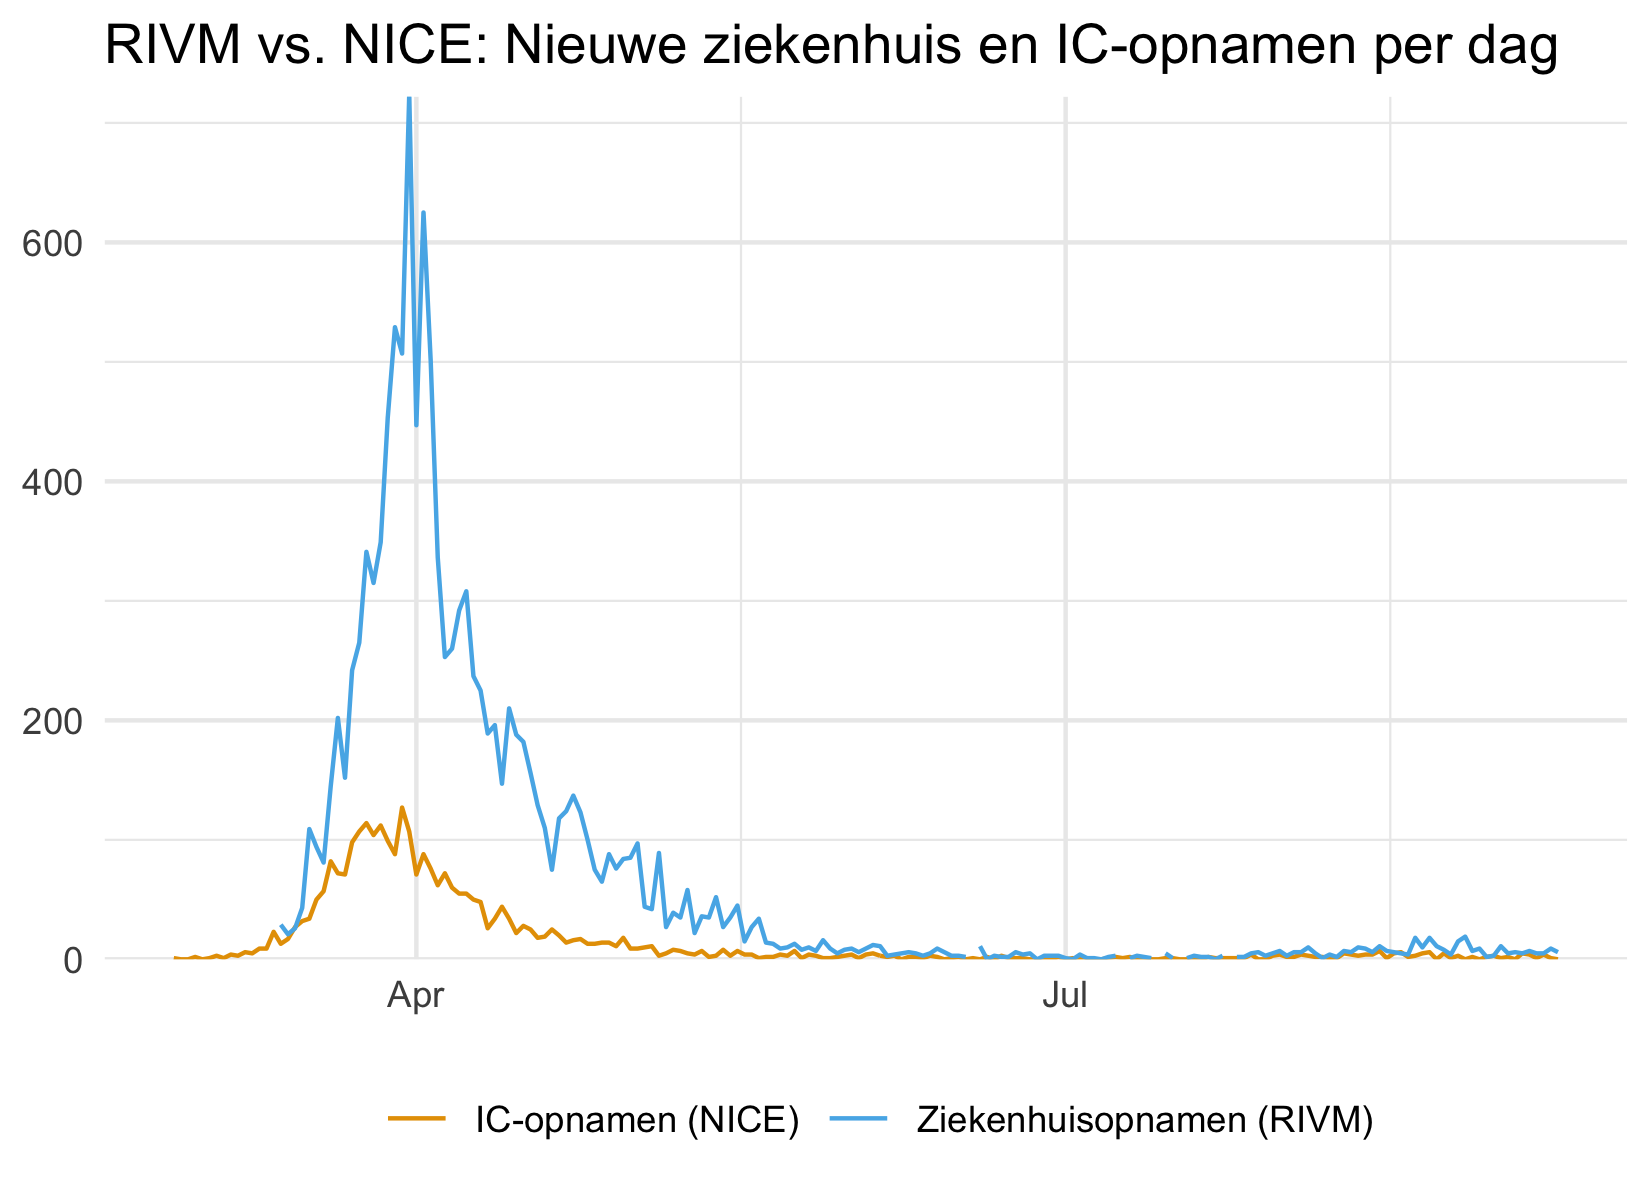 RIVM vs. NICE: Nieuwe ziekenhuis en IC-opnamen per dag
600
400
200
0
Apr
Jul
IC-opnamen (NICE)
Ziekenhuisopnamen (RIVM)